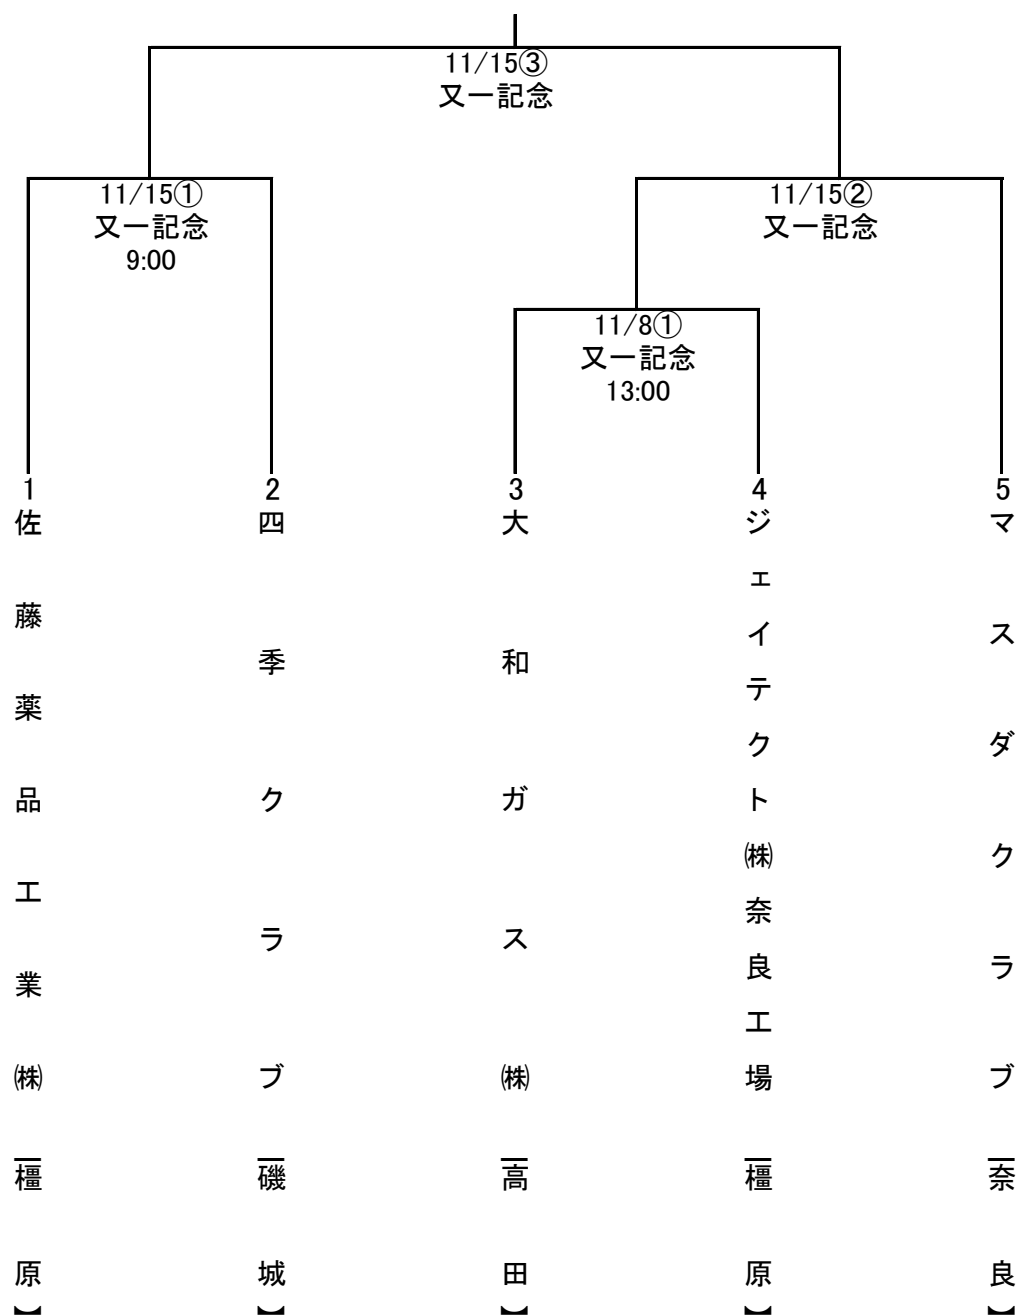 11/15③
又一記念
11/15①
又一記念
9:00
11/15②
又一記念
11/8①
又一記念
13:00
1
佐藤薬品工業㈱【橿原】
2
四季クラブ【磯城】
3
大和ガス㈱【高田】
4
ジェイテクト㈱奈良工場【橿原】
5
マスダクラブ【奈良】